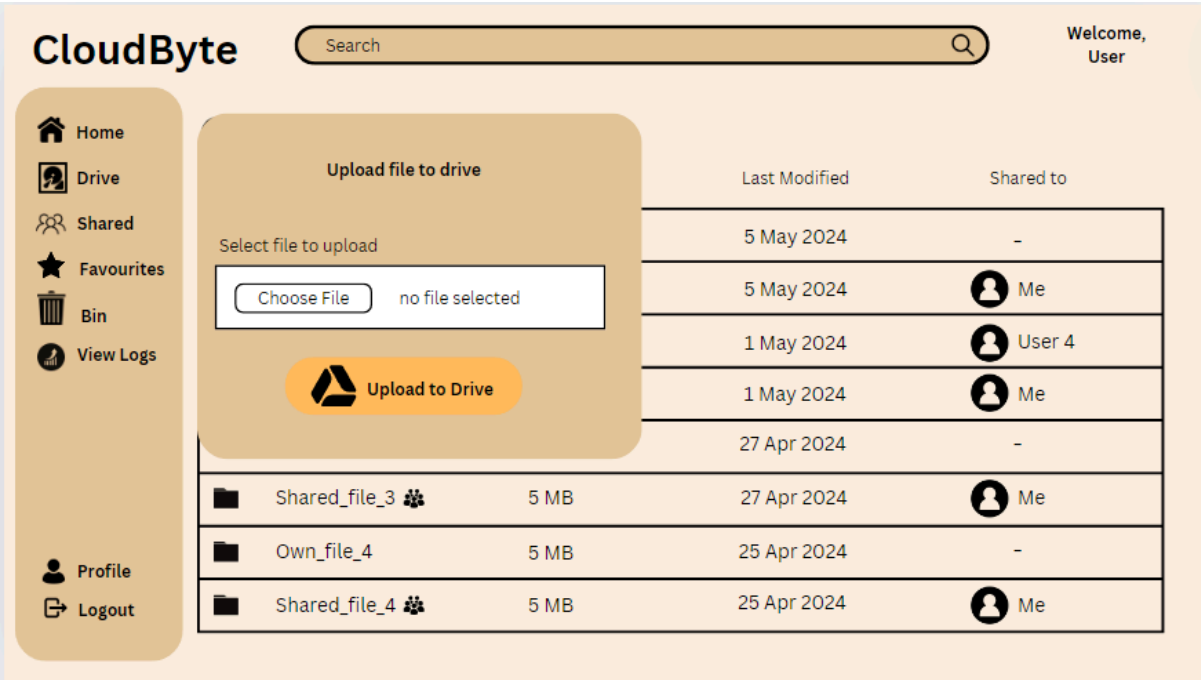 CloudByte
Search
Welcome,
User
Home
Drive
Shared
Favourites
Bin
View Logs
Profile
Logout
Upload file to drive
Select file to upload
Choose File no file selected
Upload to Drive
Last Modified Shared to
5 May 2024 -
5 May 2024 Me
1 May 2024 User 4
1 May 2024 Me
27 Apr 2024 -
Shared_file_3 5 MB 27 Apr 2024 Me
Own_file_4 5 MB 25 Apr 2024 -
Shared_file_4 5 MB 25 Apr 2024 Me